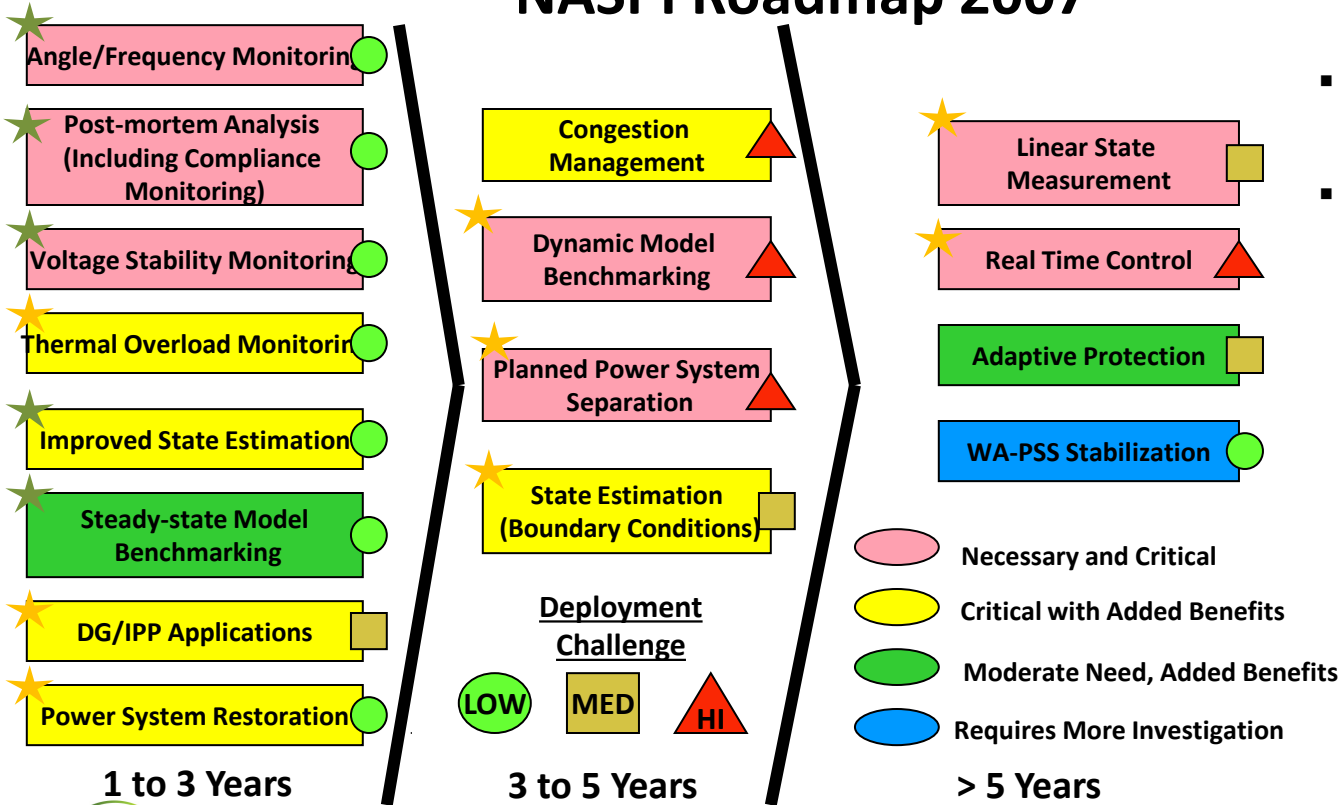 NASPI Roadmap 2007
Angle/Frequency Monitoring
Post-mortem Analysis
(Including Compliance
Monitoring)
Voltage Stability Monitoring
Thermal Overload Monitoring
Improved State Estimation
Steady-state Model
Benchmarking
DG/IPP Applications
Power System Restoration
1 to 3 Years
Congestion
Management
Dynamic Model
Benchmarking
Planned Power System
Separation
State Estimation
(Boundary Conditions)
Deployment
Challenge
LOW
MED
HI
3 to 5 Years
Linear State
Measurement
Real Time Control
Adaptive Protection
WA-PSS Stabilization
Necessary and Critical
Critical with Added Benefits
Moderate Need, Added Benefits
Requires More Investigation
> 5 Years